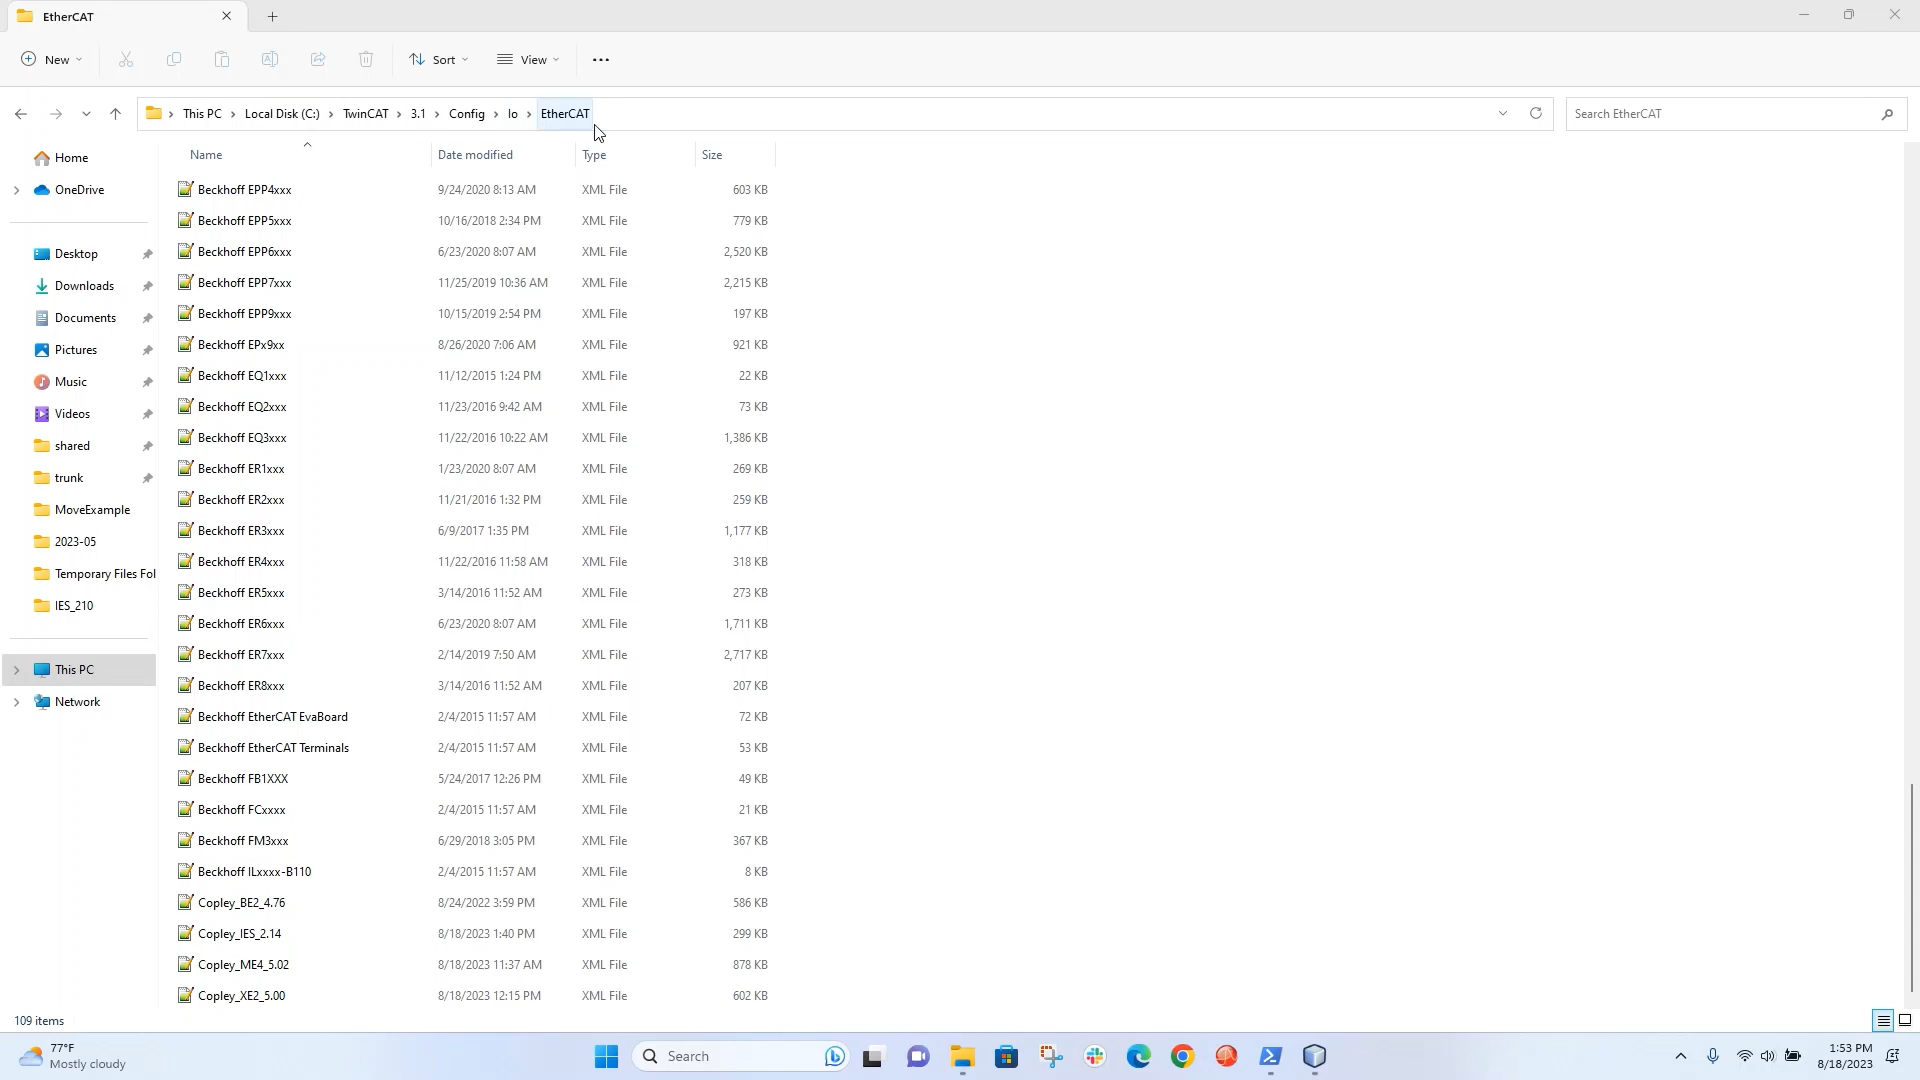 EtherCAT
New
Sort
View
This PC > Local Disk (C:) > TwinCAT > 3.1 > Config > Io > EtherCAT
Search EtherCAT
Name Date modified Type Size
Home
OneDrive
Desktop
Downloads
Documents
Pictures
Music
Videos
shared
trunk
MoveExample
2023-05
Temporary Files Fol
IES_210
This PC
Network
Beckhoff EPP4xxx 9/24/2020 8:13 AM XML File 603 KB
Beckhoff EPP5xxx 10/16/2018 2:34 PM XML File 779 KB
Beckhoff EPP6xxx 6/23/2020 8:07 AM XML File 2,520 KB
Beckhoff EPP7xxx 11/25/2019 10:36 AM XML File 2,215 KB
Beckhoff EPP9xxx 10/15/2019 2:54 PM XML File 197 KB
Beckhoff EPx9xx 8/26/2020 7:06 AM XML File 921 KB
Beckhoff EQ1xxx 11/12/2015 1:24 PM XML File 22 KB
Beckhoff EQ2xxx 11/23/2016 9:42 AM XML File 73 KB
Beckhoff EQ3xxx 11/22/2016 10:22 AM XML File 1,386 KB
Beckhoff ER1xxx 1/23/2020 8:07 AM XML File 269 KB
Beckhoff ER2xxx 11/21/2016 1:32 PM XML File 259 KB
Beckhoff ER3xxx 6/9/2017 1:35 PM XML File 1,177 KB
Beckhoff ER4xxx 11/22/2016 11:58 AM XML File 318 KB
Beckhoff ER5xxx 3/14/2016 11:52 AM XML File 273 KB
Beckhoff ER6xxx 6/23/2020 8:07 AM XML File 1,711 KB
Beckhoff ER7xxx 2/14/2019 7:50 AM XML File 2,717 KB
Beckhoff ER8xxx 3/14/2016 11:52 AM XML File 207 KB
Beckhoff EtherCAT EvaBoard 2/4/2015 11:57 AM XML File 72 KB
Beckhoff EtherCAT Terminals 2/4/2015 11:57 AM XML File 53 KB
Beckhoff FB1XXX 5/24/2017 12:26 PM XML File 49 KB
Beckhoff FCxxxx 2/4/2015 11:57 AM XML File 21 KB
Beckhoff FM3xxx 6/29/2018 3:05 PM XML File 367 KB
Beckhoff ILxxxx-B110 2/4/2015 11:57 AM XML File 8 KB
Copley_BE2_4.76 8/24/2022 3:59 PM XML File 586 KB
Copley_IES_2.14 8/18/2023 1:40 PM XML File 299 KB
Copley_ME4_5.02 8/18/2023 11:37 AM XML File 878 KB
Copley_XE2_5.00 8/18/2023 12:15 PM XML File 602 KB
109 items
77°F
Mostly cloudy
Search
1:53 PM
8/18/2023